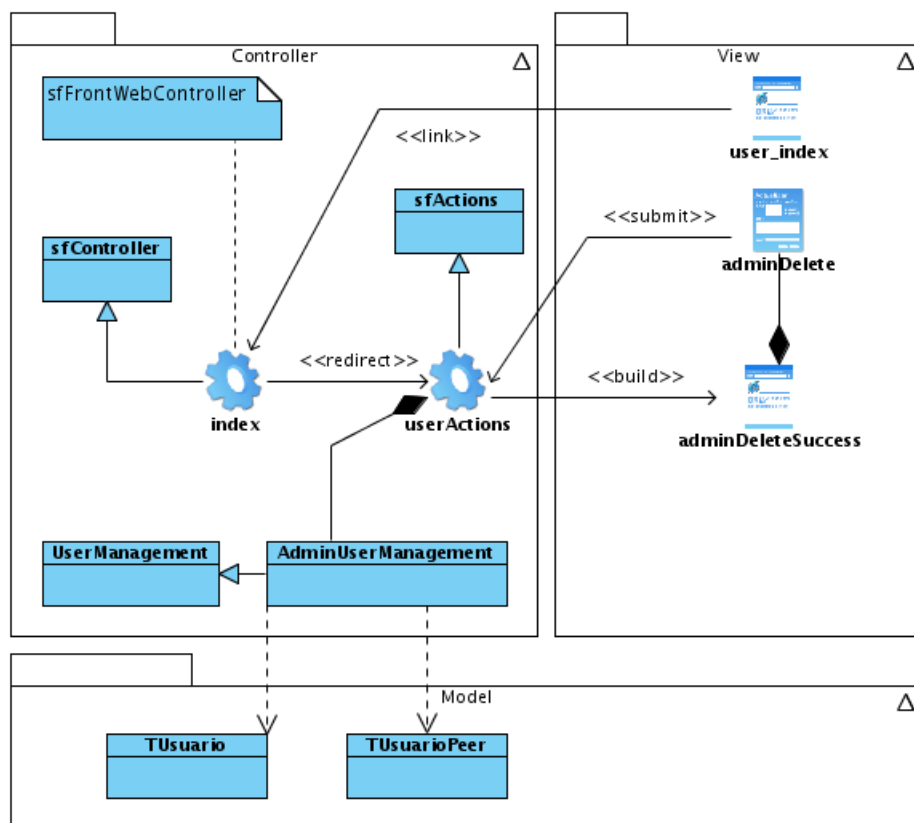 Controller
View
sfFrontWebController
<<link>>
user_index
sfActions
<<submit>>
sfController
adminDelete
<<redirect>>
<<build>>
index
userActions
adminDeleteSuccess
UserManagement
AdminUserManagement
Model
TUsuario
TUsuarioPeer